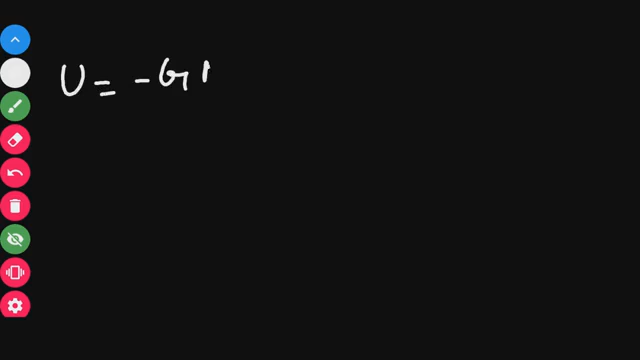 U = - G